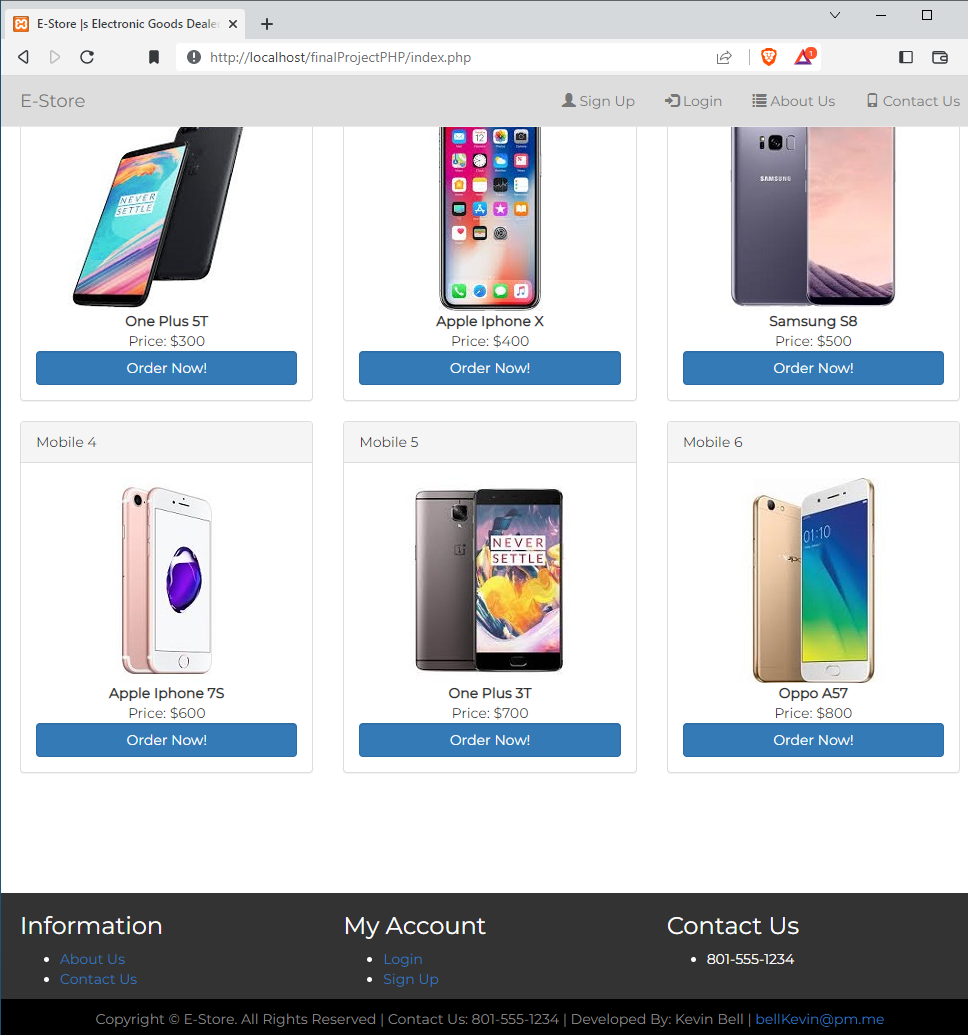 E-Store |s Electronic Goods Deale
http://localhost/finalProjectPHP/index.php
1
E-Store
Sign Up Login About Us Contact Us
NEVER
SETTLE
12
SAMSUNG
One Plus 5T
Price: $300
Order Now!
Apple Iphone X
Price: $400
Order Now!
Samsung S8
Price: $500
Order Now!
Mobile 4
Apple Iphone 7S
Price: $600
Order Now!
Mobile 5
NEVER
SETTLE
One Plus 3T
Price: $700
Order Now!
Mobile 6
01:10
Oppo A57
Price: $800
Order Now!
Information
About Us
Contact Us
My Account
Login
Sign Up
Contact Us
801-555-1234
Copyright © E-Store. All Rights Reserved | Contact Us: 801-555-1234 | Developed By: Kevin Bell | bellKevin@pm.me